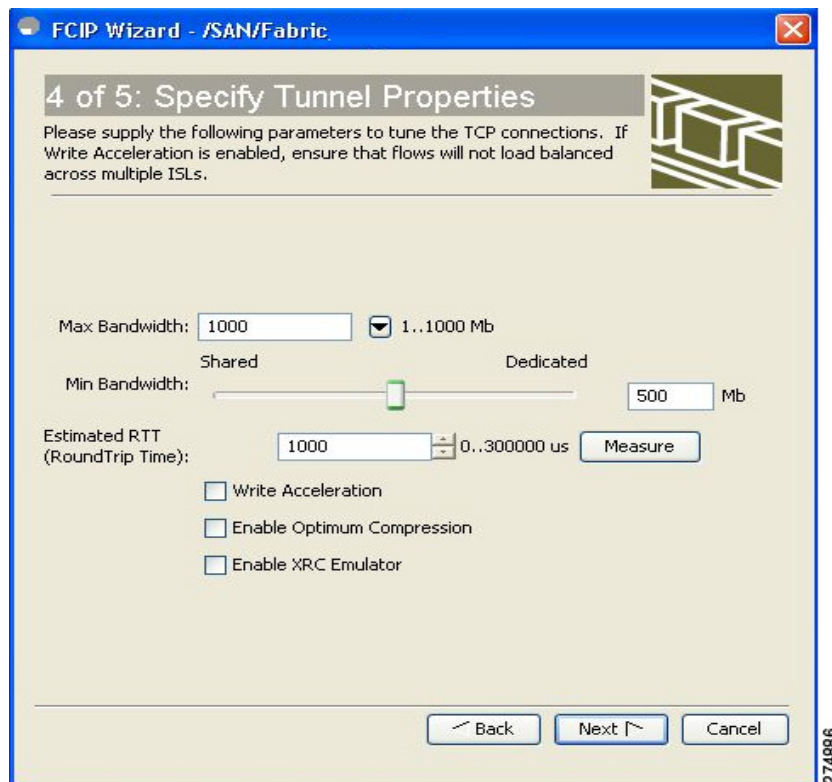 FCIP Wizard - /SAN/Fabric
4 of 5: Specify Tunnel Properties
Please supply the following parameters to tune the TCP connections. If
Write Acceleration is enabled, ensure that flows will not load balanced
across multiple ISLs.
Max Bandwidth: 1000 1..1000 Mb
Shared Dedicated
Min Bandwidth: 500 Mb
Estimated RTT
(RoundTrip Time): 1000 0..300000 us Measure
Write Acceleration
Enable Optimum Compression
Enable XRC Emulator
Back Next Cancel
274886